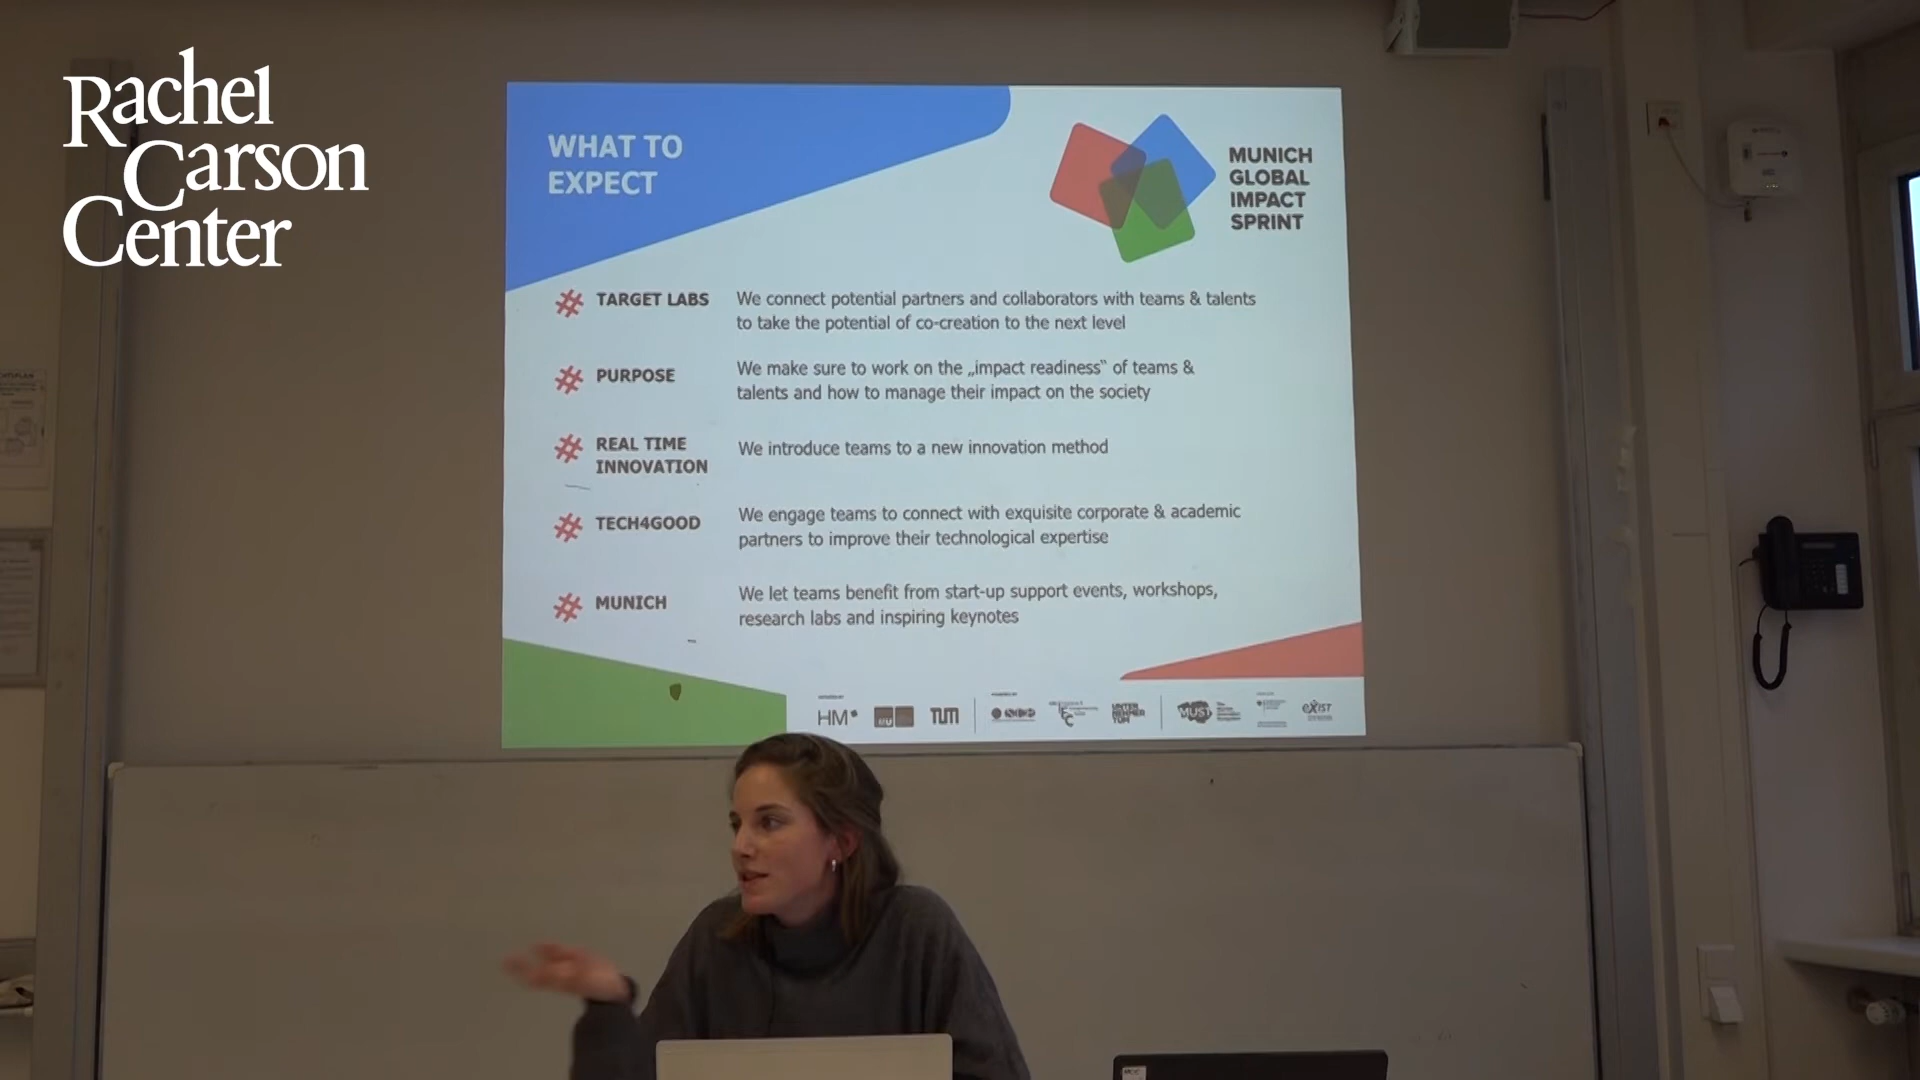 Rachel
Carson
Center
WHAT TO
EXPECT
MUNICH
GLOBAL
IMPACT
SPRINT
# TARGET LABS We connect potential partners and collaborators with teams & talents
to take the potential of co-creation to the next level
# PURPOSE We make sure to work on the „impact readiness“ of teams &
talents and how to manage their impact on the society
# REAL TIME
INNOVATION We introduce teams to a new innovation method
# TECH4GOOD We engage teams to connect with exquisite corporate & academic
partners to improve their technological expertise
# MUNICH We let teams benefit from start-up support events, workshops,
research labs and inspiring keynotes
HM
TUM
UNTER
NEHMER
TUM
MUST
EXIST